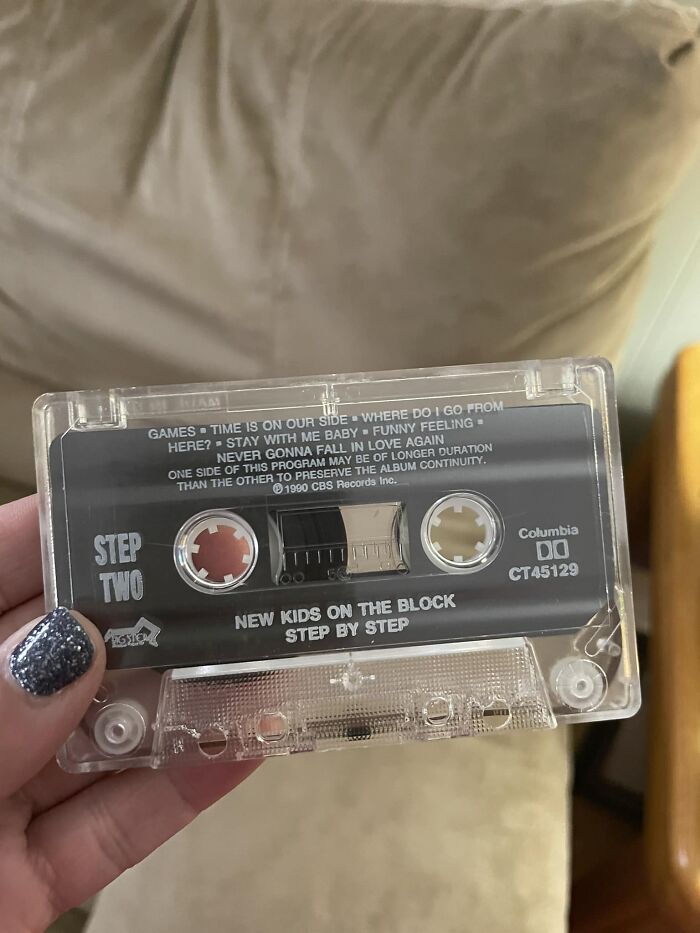 GAMES ▪ TIME IS ON OUR SIDE ▪ WHERE DO I GO FROM
HERE? ▪ STAY WITH ME BABY ▪ FUNNY FEELING ▪
NEVER GONNA FALL IN LOVE AGAIN
ONE SIDE OF THIS PROGRAM MAY BE OF LONGER DURATION
THAN THE OTHER TO PRESERVE THE ALBUM CONTINUITY.
℗ 1990 CBS Records Inc.
STEP
TWO
Columbia
CT45129
NEW KIDS ON THE BLOCK
STEP BY STEP